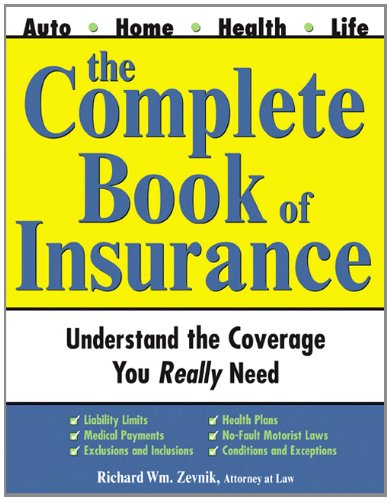 Auto • Home • Health • Life
the
Complete
Book of
Insurance
Understand the Coverage
You Really Need
✓ Liability Limits
✓ Medical Payments
✓ Exclusions and Inclusions
✓ Health Plans
✓ No-Fault Motorist Laws
✓ Conditions and Exceptions
Richard Wm. Zevnik, Attorney at Law